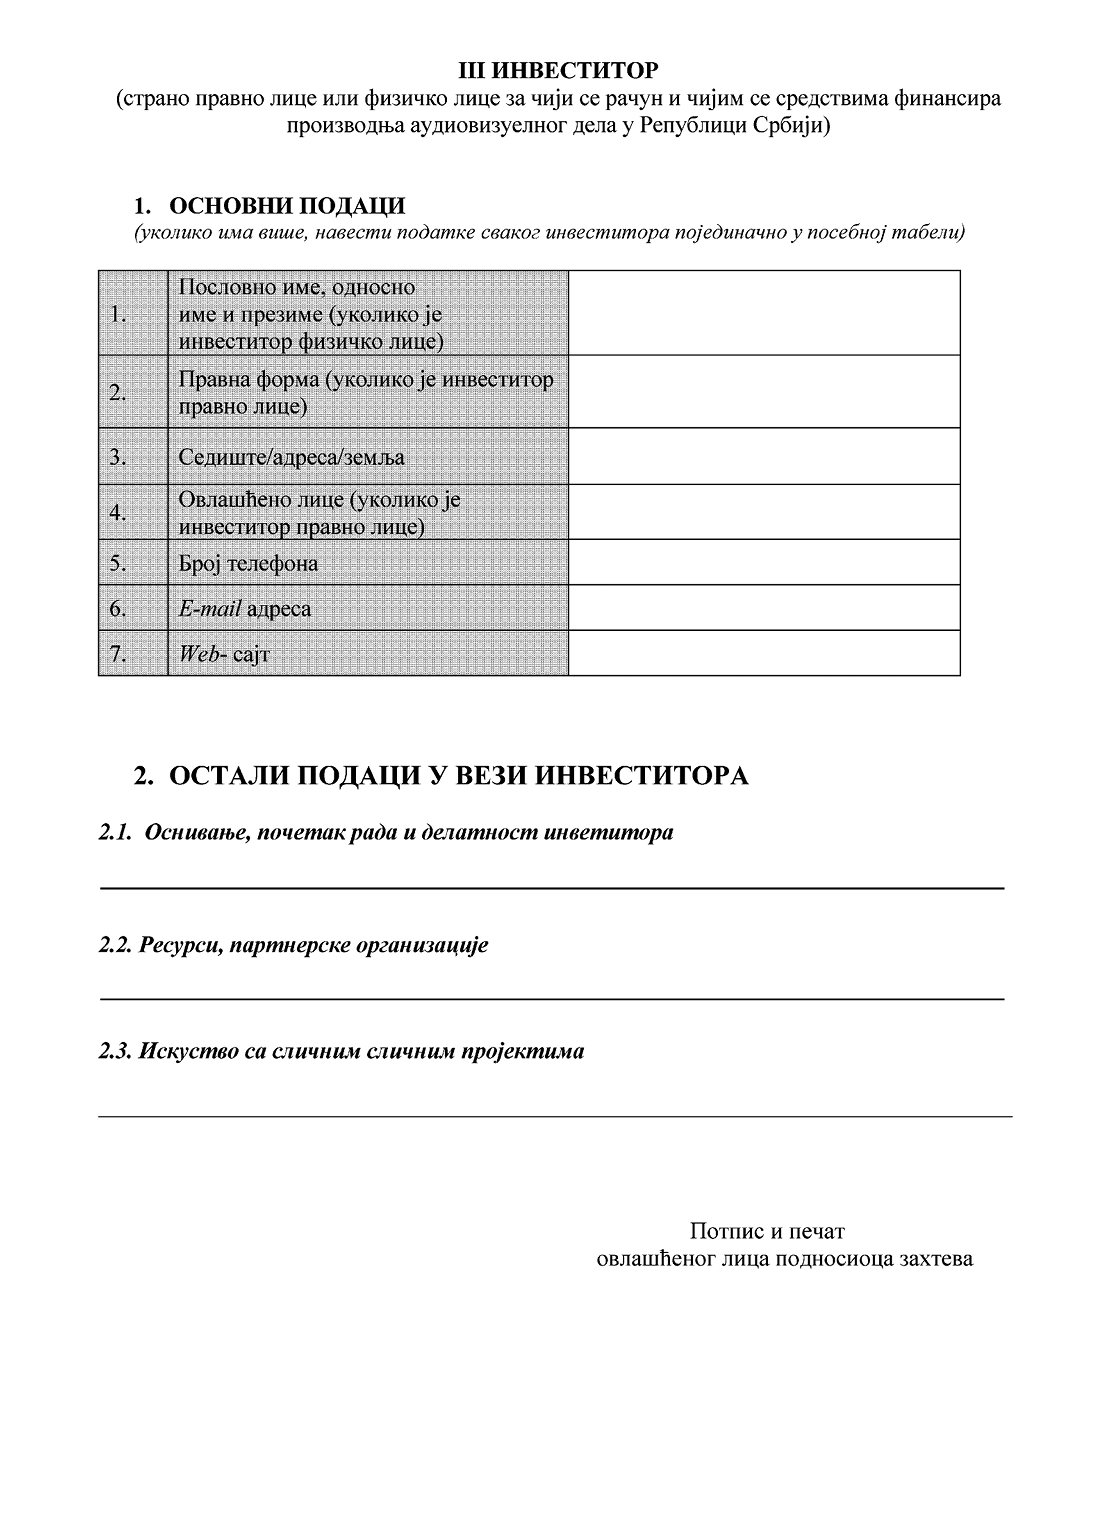 III ИНВЕСТИТОР
(страно правно лице или физичко лице за чији се рачун и чијим се средствима финансира
производња аудиовизуелног дела у Републици Србији)
1. ОСНОВНИ ПОДАЦИ
(уколико има више, навести податке сваког инвеститора појединачно у посебној табели)
1.
Пословно име, односно
име и презиме (уколико је
инвеститор физичко лице)
2.
Правна форма (уколико је инвеститор
правно лице)
3.
Седиште/адреса/земља
4.
Овлашћено лице (уколико је
инвеститор правно лице)
5.
Број телефона
6.
E-mail адреса
7.
Web- сајт
2. ОСТАЛИ ПОДАЦИ У ВЕЗИ ИНВЕСТИТОРА
2.1. Оснивање, почетак рада и делатност инветитора
2.2. Ресурси, партнерске организације
2.3. Искуство са сличним сличним пројектима
Потпис и печат
овлашћеног лица подносиоца захтева